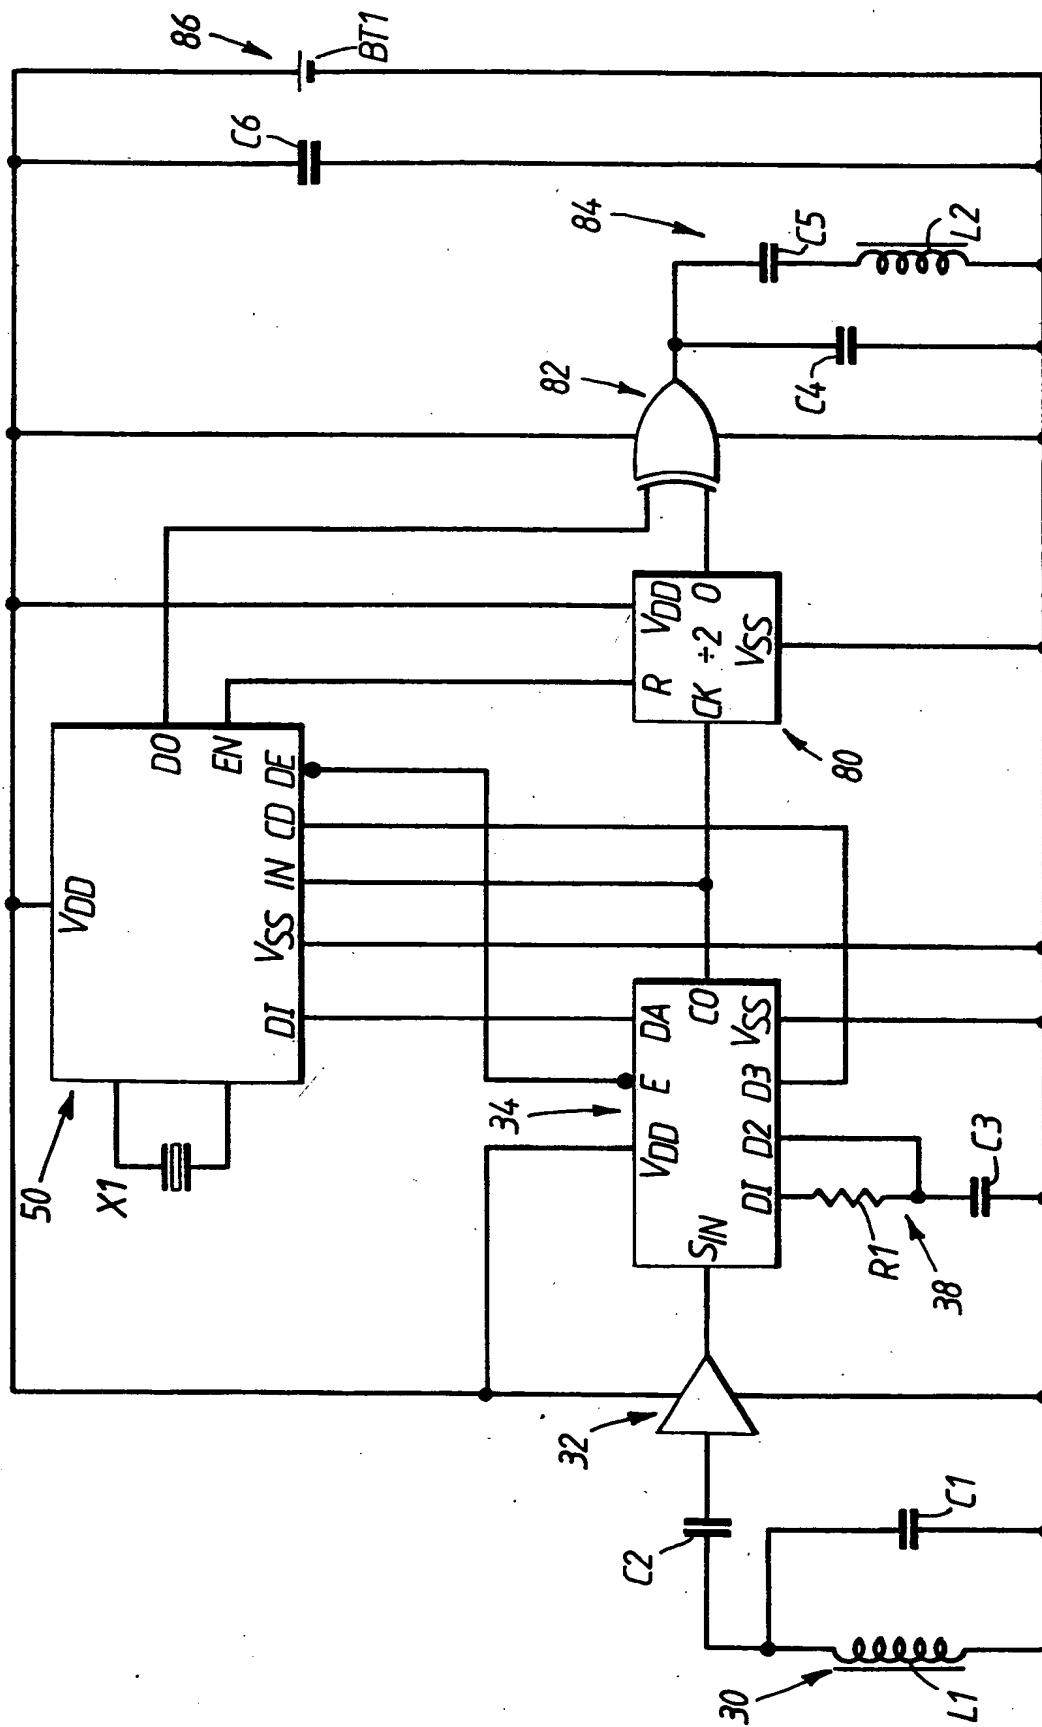 86
BT1
C6
84
C5
L2
82
C4
DO
EN
VDD
DE
CD
IN
VSS
DI
50
X1
R
VDD
CK
÷2
O
VSS
80
34
VDD
E
DA
CO
SIN
DI
D2
D3
VSS
R1
38
C3
32
C2
C1
30
L1